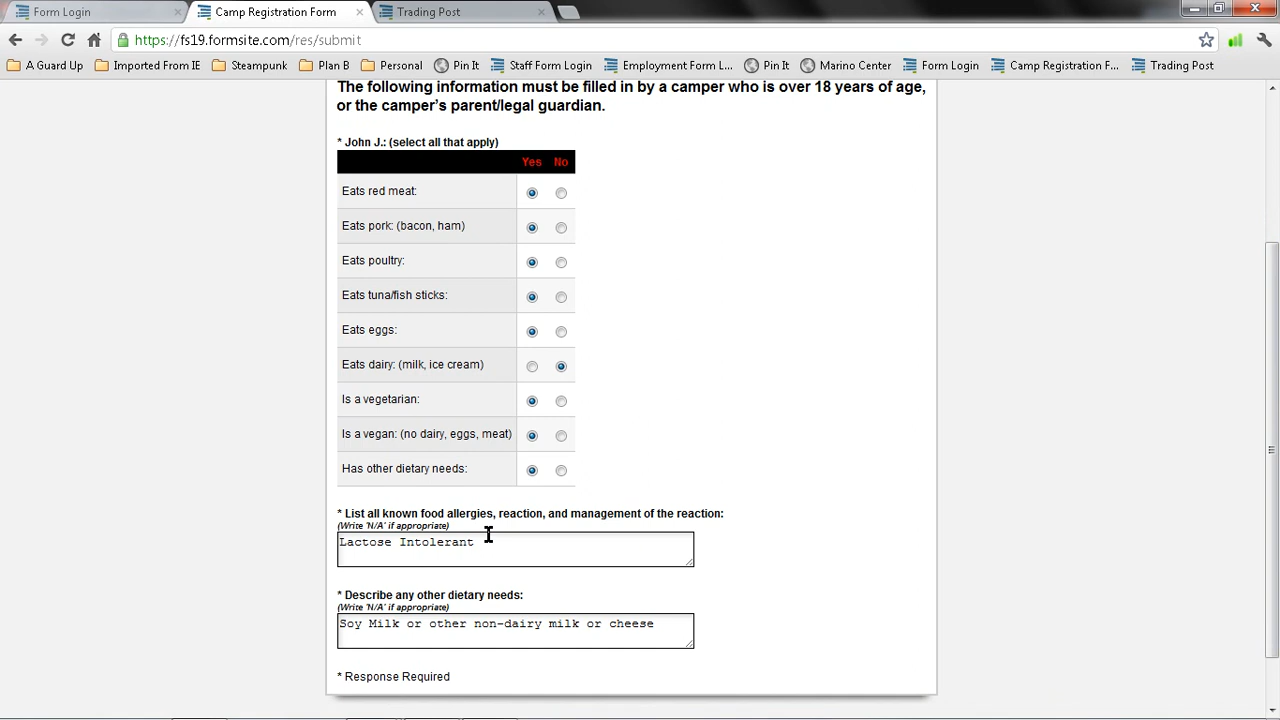 Form Login
Camp Registration Form
Trading Post
https://fs19.formsite.com/res/submit
A Guard Up
Imported From IE
Steampunk
Plan B
Personal
Pin It
Staff Form Login
Employment Form L...
Pin It
Marino Center
Form Login
Camp Registration F...
Trading Post
The following information must be filled in by a camper who is over 18 years of age,
or the camper's parent/legal guardian.
* John J.: (select all that apply)
Yes No
Eats red meat:
Eats pork: (bacon, ham)
Eats poultry:
Eats tuna/fish sticks:
Eats eggs:
Eats dairy: (milk, ice cream)
Is a vegetarian:
Is a vegan: (no dairy, eggs, meat)
Has other dietary needs:
* List all known food allergies, reaction, and management of the reaction:
(Write 'N/A' if appropriate)
Lactose Intolerant
* Describe any other dietary needs:
(Write 'N/A' if appropriate)
Soy Milk or other non-dairy milk or cheese
* Response Required